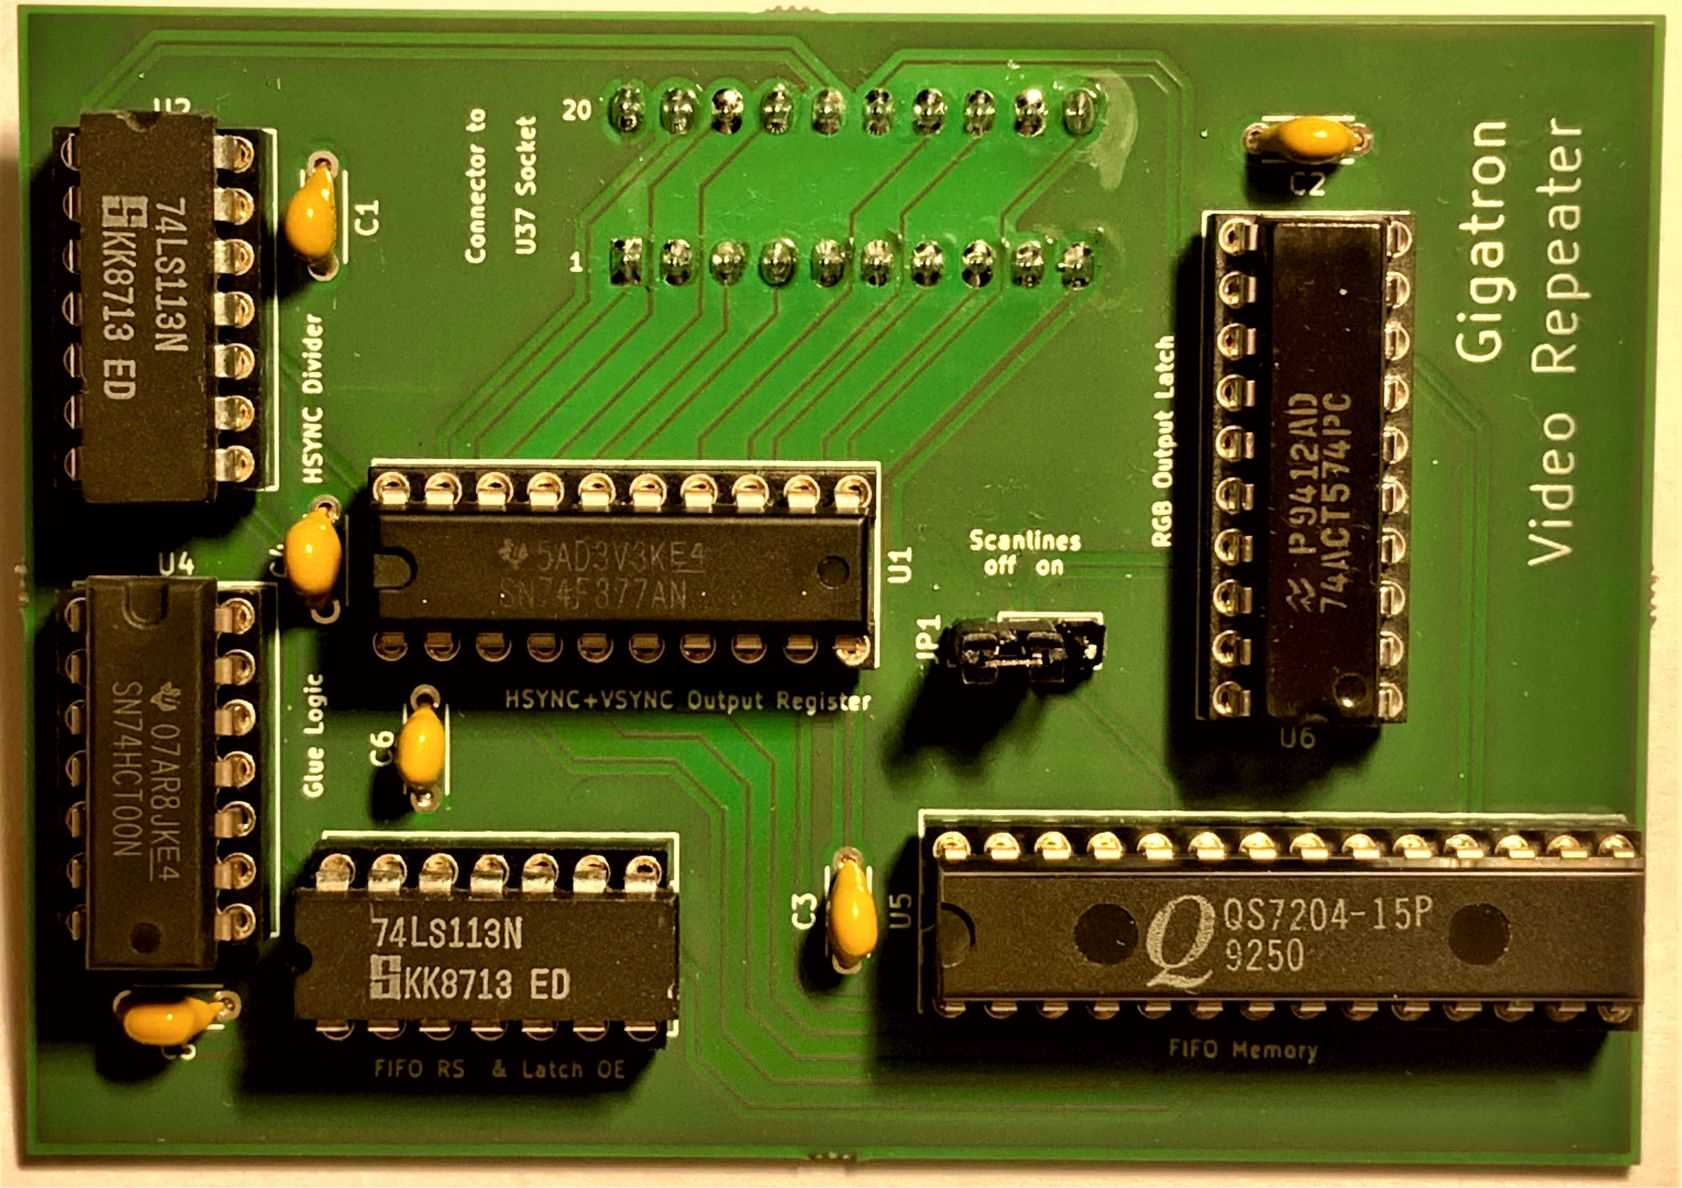 U2
74LS113N
KK8713 ED
C1
HSYNC Divider
Connector to
U37 Socket
20
1
C2
Gigatron
Video Repeater
RGB Output Latch
P9412AD
74ACT574PC
U6
U4
07AR8JKE4
SN74HCT00N
Glue Logic
5AD3V3KE4
SN74F377AN
U1
HSYNC+VSYNC Output Register
Scanlines
off on
JP1
C6
74LS113N
KK8713 ED
FIFO RS & Latch OE
C3
U5
Q QS7204-15P
9250
FIFO Memory